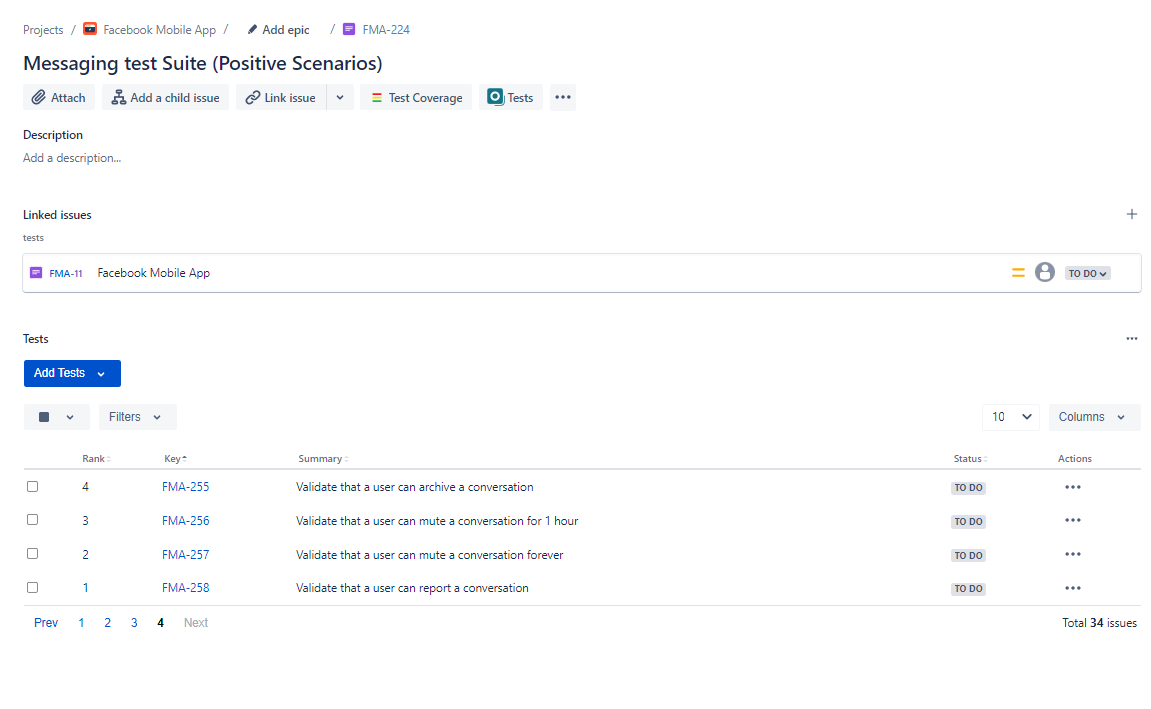 Projects / Facebook Mobile App / Add epic / FMA-224
Messaging test Suite (Positive Scenarios)
Attach Add a child issue Link issue Test Coverage Tests
Description
Add a description...
Linked issues
tests
FMA-11 Facebook Mobile App TO DO
Tests
Add Tests
Filters 10 Columns
Rank Key Summary Status Actions
4 FMA-255 Validate that a user can archive a conversation TO DO
3 FMA-256 Validate that a user can mute a conversation for 1 hour TO DO
2 FMA-257 Validate that a user can mute a conversation forever TO DO
1 FMA-258 Validate that a user can report a conversation TO DO
Prev 1 2 3 4 Next Total 34 issues